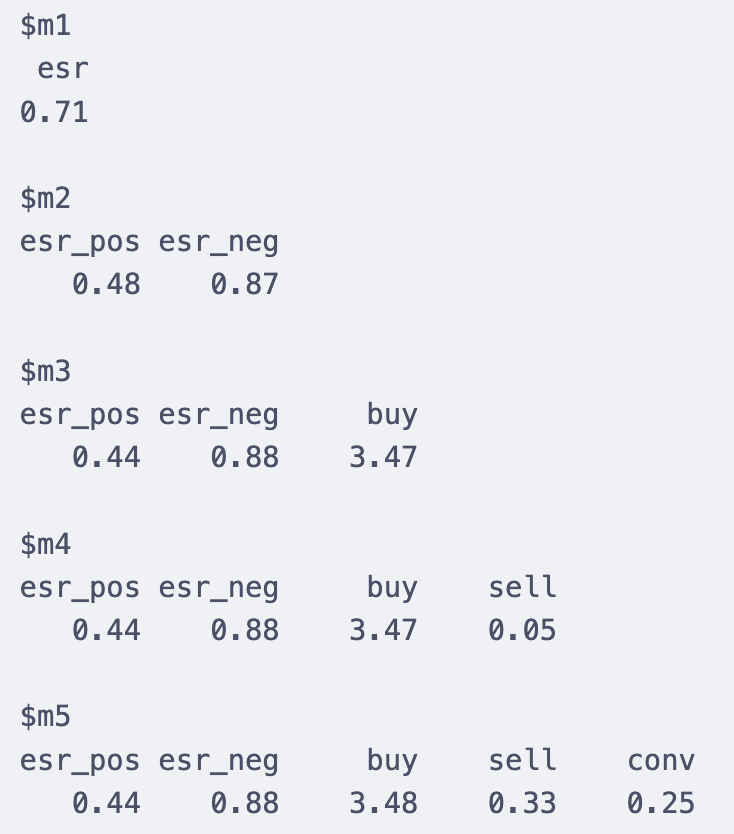 $m1
 esr
0.71

$m2
esr_pos esr_neg
   0.48    0.87

$m3
esr_pos esr_neg     buy
   0.44    0.88    3.47

$m4
esr_pos esr_neg     buy    sell
   0.44    0.88    3.47    0.05

$m5
esr_pos esr_neg     buy    sell    conv
   0.44    0.88    3.48    0.33    0.25